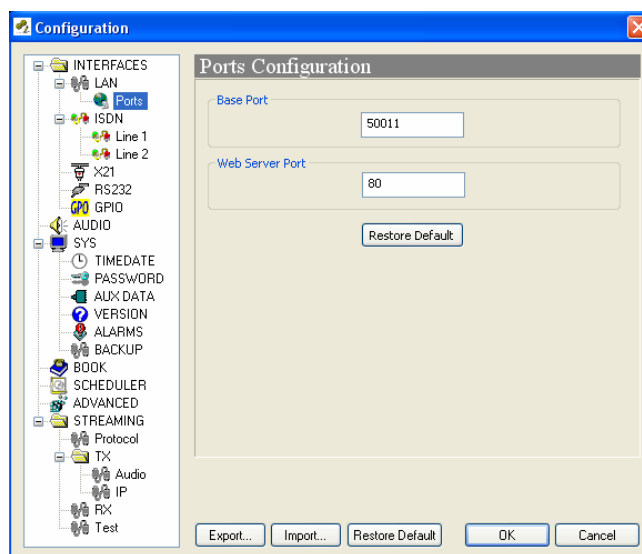 Configuration
INTERFACES
LAN
Ports
ISDN
Line 1
Line 2
X21
RS232
GPO GPIO
AUDIO
SYS
TIMEDATE
PASSWORD
AUX DATA
VERSION
ALARMS
BACKUP
BOOK
SCHEDULER
ADVANCED
STREAMING
Protocol
TX
Audio
IP
RX
Test
Ports Configuration
Base Port
50011
Web Server Port
80
Restore Default
Export... Import... Restore Default OK Cancel